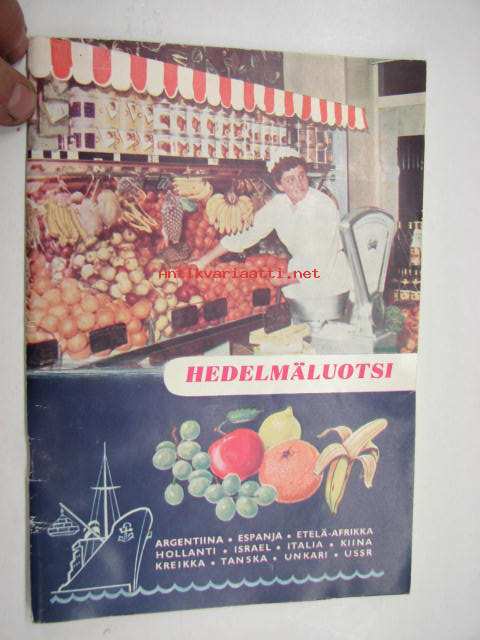 antikvariaatti.net
HEDELMÄLUOTSI
ARGENTIINA • ESPANJA • ETELÄ-AFRIKKA
HOLLANTI • ISRAEL • ITALIA • KIINA
KREIKKA • TANSKA • UNKARI • USSR